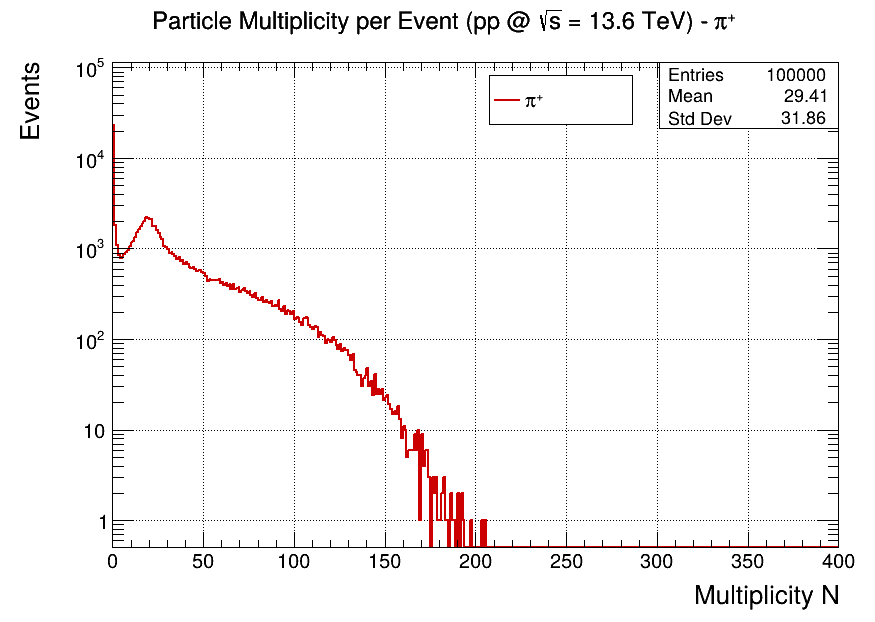 Particle Multiplicity per Event (pp @ √s = 13.6 TeV) - π⁺
Events
π⁺
Entries 100000
Mean 29.41
Std Dev 31.86
10⁵
10⁴
10³
10²
10
1
0 50 100 150 200 250 300 350 400
Multiplicity N